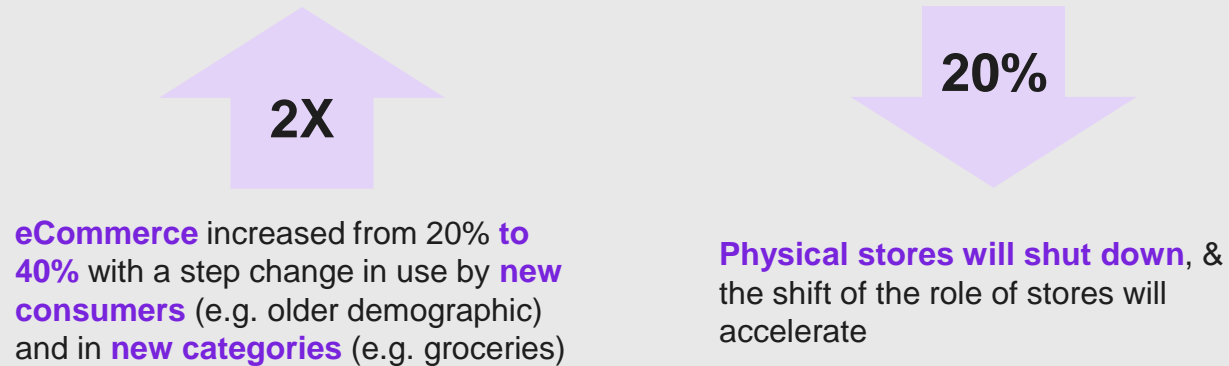 2X
eCommerce increased from 20% to
40% with a step change in use by new
consumers (e.g. older demographic)
and in new categories (e.g. groceries)
20%
Physical stores will shut down, &
the shift of the role of stores will
accelerate